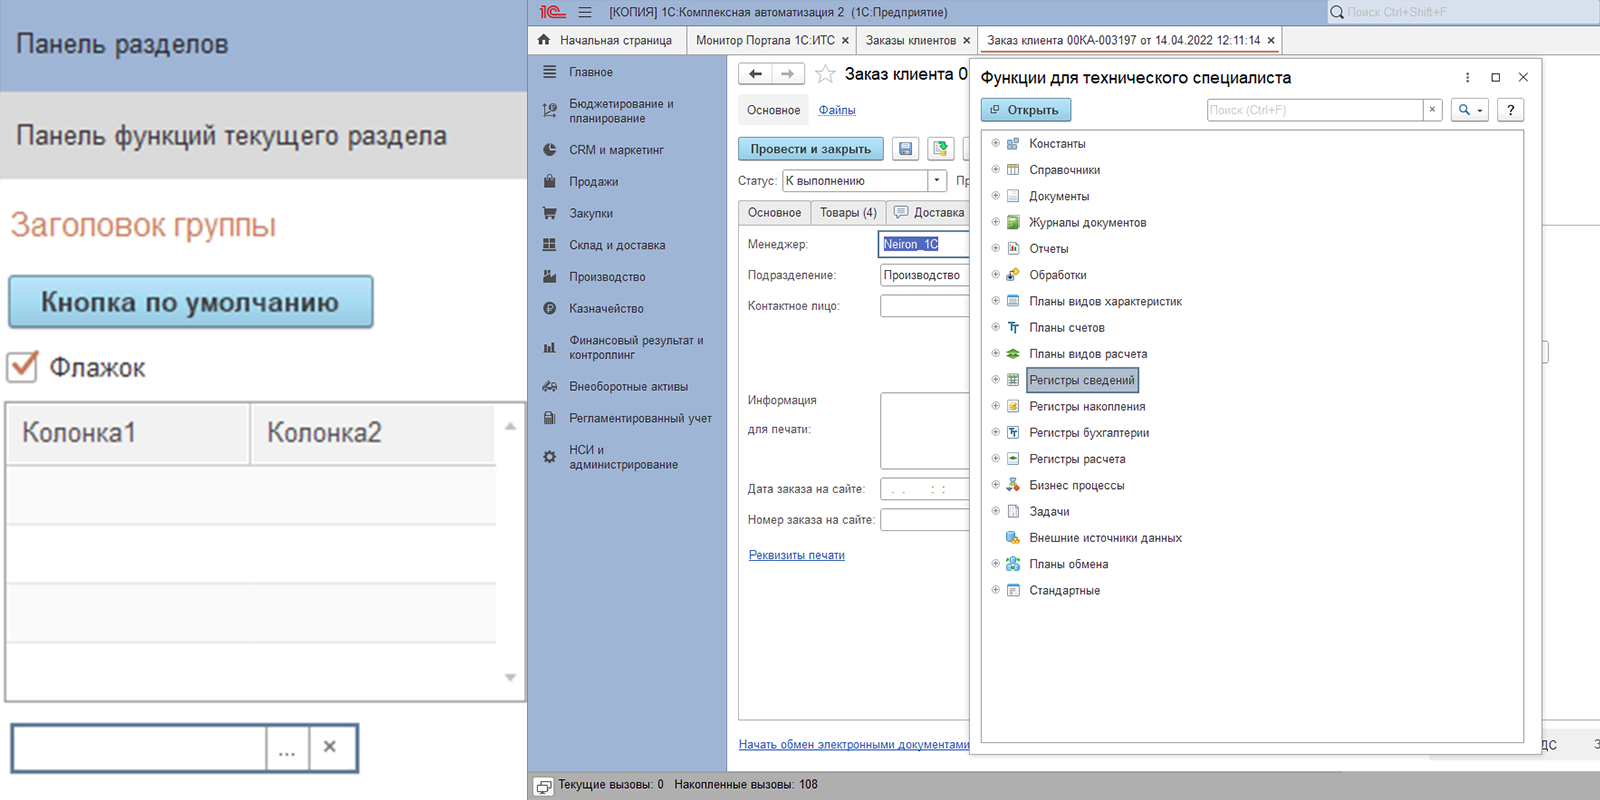 Панель разделов
Панель функций текущего раздела
Заголовок группы
Кнопка по умолчанию
Флажок
Колонка1 Колонка2
...
1С [КОПИЯ] 1С:Комплексная автоматизация 2 (1С:Предприятие)
Поиск Ctrl+Shift+F
Начальная страница Монитор Портала 1С:ИТС × Заказы клиентов × Заказ клиента 00КА-003197 от 14.04.2022 12:11:14 ×
Главное
Бюджетирование и
планирование
CRM и маркетинг
Продажи
Закупки
Склад и доставка
Производство
Казначейство
Финансовый результат и
контроллинг
Внеоборотные активы
Регламентированный учет
НСИ и
администрирование
Заказ клиента 0
Основное Файлы
Провести и закрыть
Статус: К выполнению Пр
Основное Товары (4) Доставка
Менеджер: Neiron_1C
Подразделение: Производство
Контактное лицо:
Информация
для печати:
Дата заказа на сайте: . . : :
Номер заказа на сайте:
Реквизиты печати
Начать обмен электронными документами
Функции для технического специалиста
Открыть Поиск (Ctrl+F) × ?
Константы
Справочники
Документы
Журналы документов
Отчеты
Обработки
Планы видов характеристик
Планы счетов
Планы видов расчета
Регистры сведений
Регистры накопления
Регистры бухгалтерии
Регистры расчета
Бизнес процессы
Задачи
Внешние источники данных
Планы обмена
Стандартные
ДС
Текущие вызовы: 0 Накопленные вызовы: 108